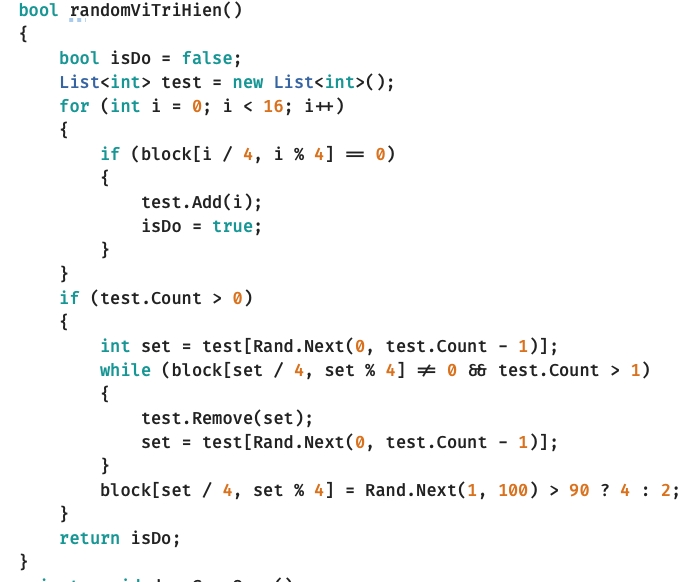 bool randomViTriHien()
{
    bool isDo = false;
    List<int> test = new List<int>();
    for (int i = 0; i < 16; i++)
    {
        if (block[i / 4, i % 4] == 0)
        {
            test.Add(i);
            isDo = true;
        }
    }
    if (test.Count > 0)
    {
        int set = test[Rand.Next(0, test.Count - 1)];
        while (block[set / 4, set % 4] != 0 && test.Count > 1)
        {
            test.Remove(set);
            set = test[Rand.Next(0, test.Count - 1)];
        }
        block[set / 4, set % 4] = Rand.Next(1, 100) > 90 ? 4 : 2;
    }
    return isDo;
}